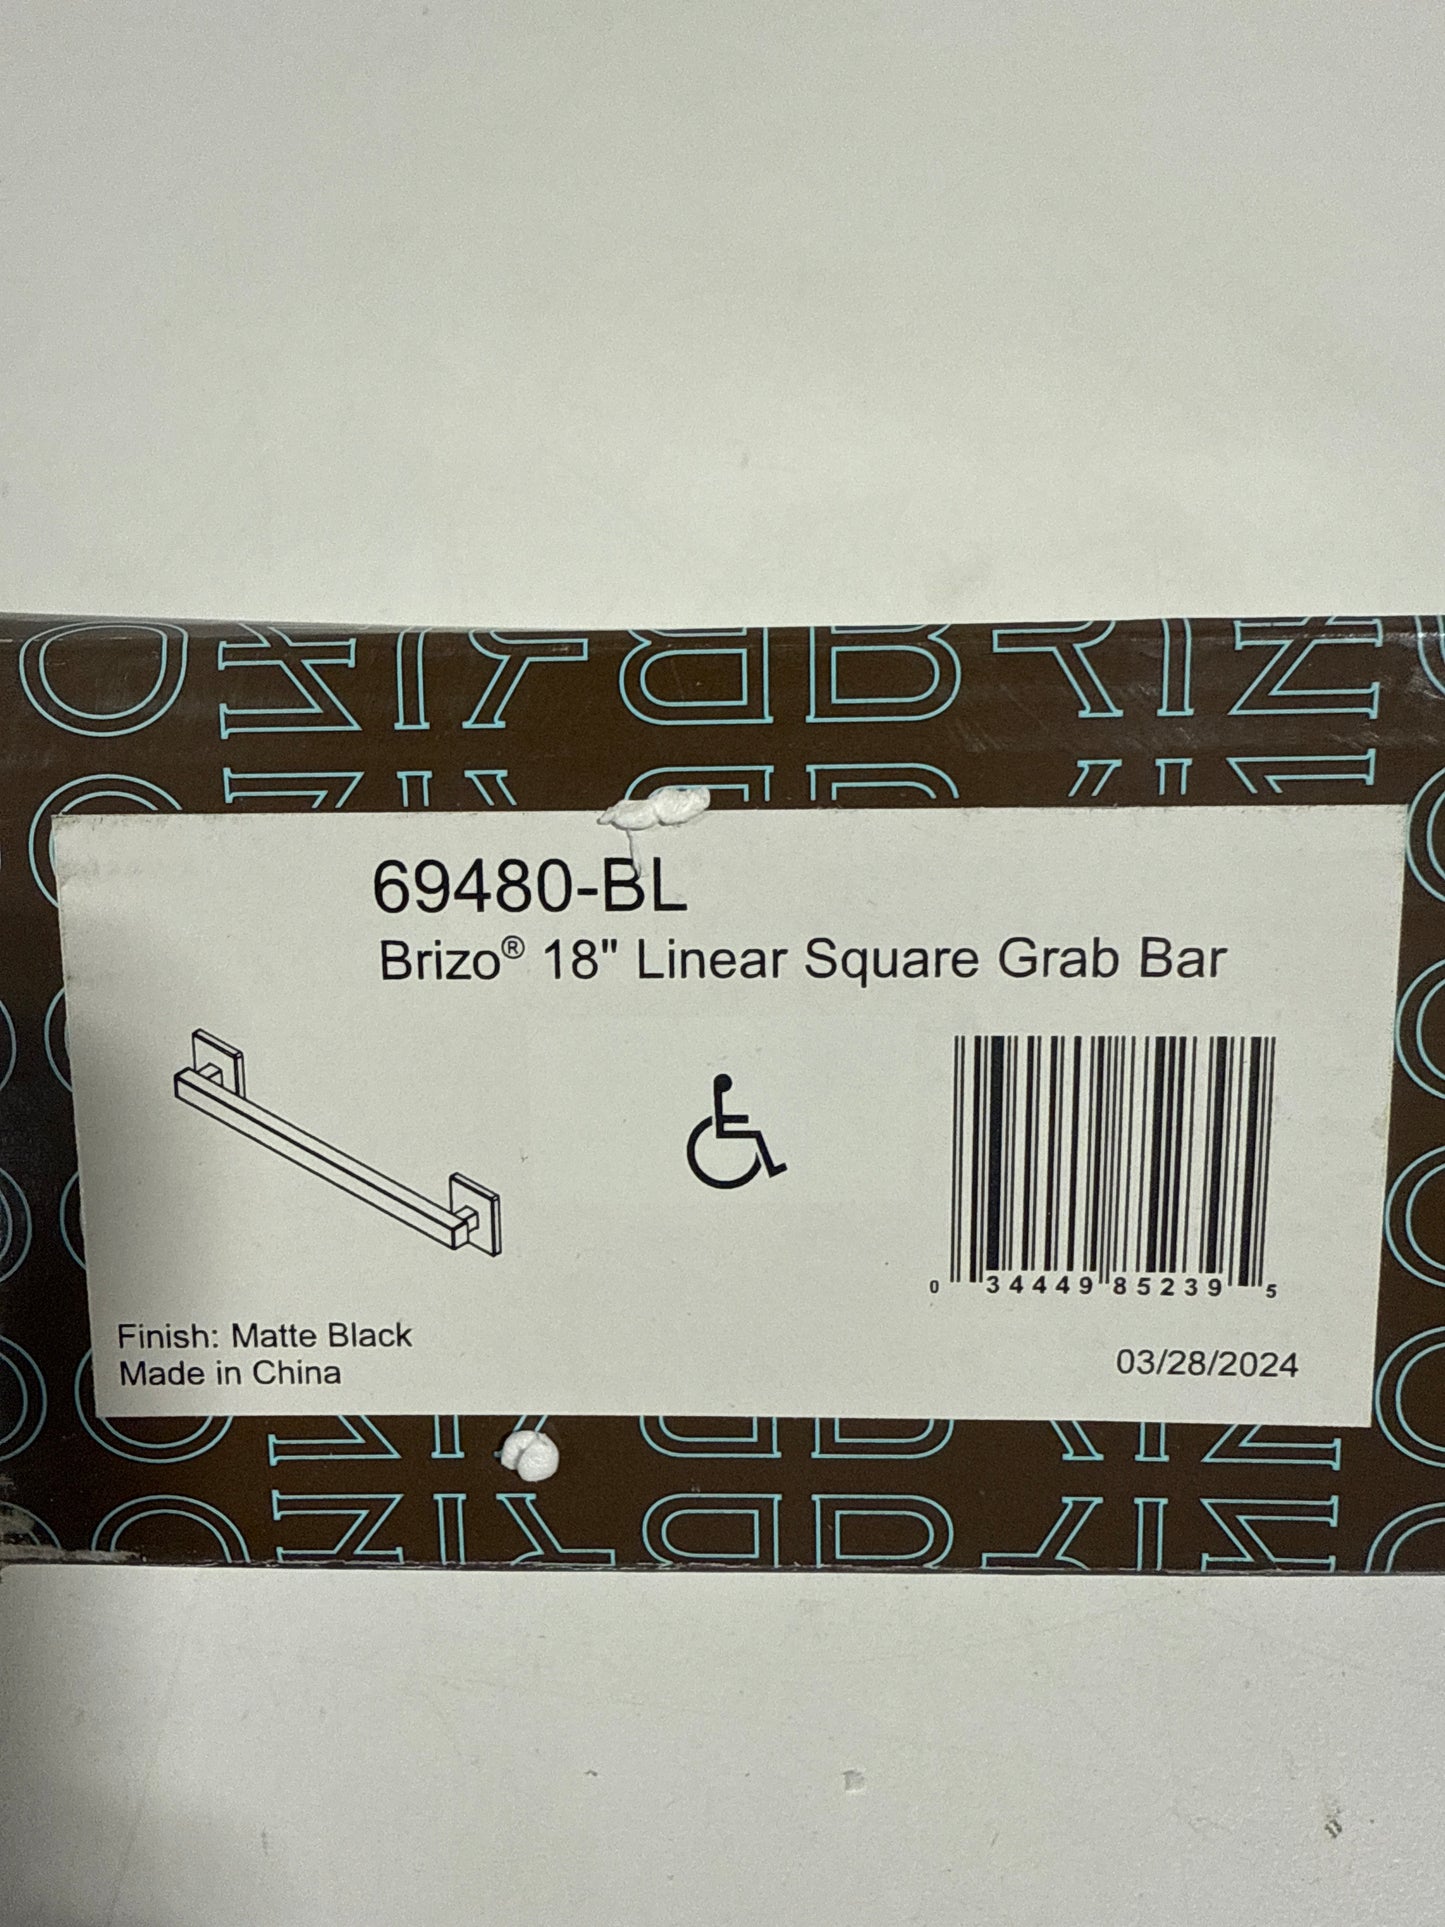 BRIZO
69480-BL
Brizo® 18" Linear Square Grab Bar
0 34449 85239 5
Finish: Matte Black
Made in China
03/28/2024